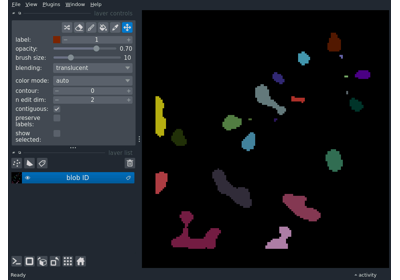 File View Plugins Window Help
layer controls
label: 1
opacity: 0.70
brush size: 10
blending: translucent
color mode: auto
contour: 0
n edit dim: 2
contiguous:
preserve
labels:
show
selected:
layer list
blob ID
Ready
activity